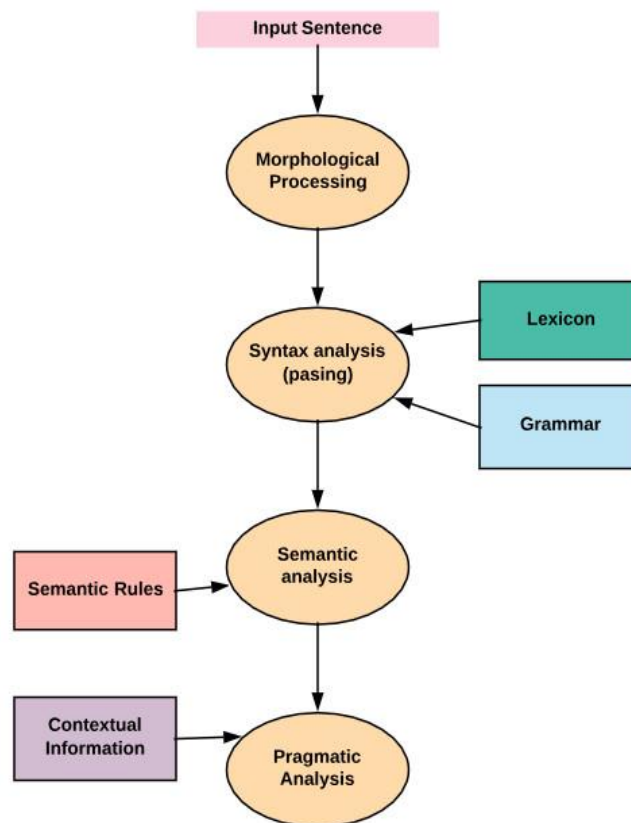 Input Sentence
Morphological
Processing
Lexicon
Syntax analysis
(pasing)
Grammar
Semantic
analysis
Semantic Rules
Contextual
Information
Pragmatic
Analysis